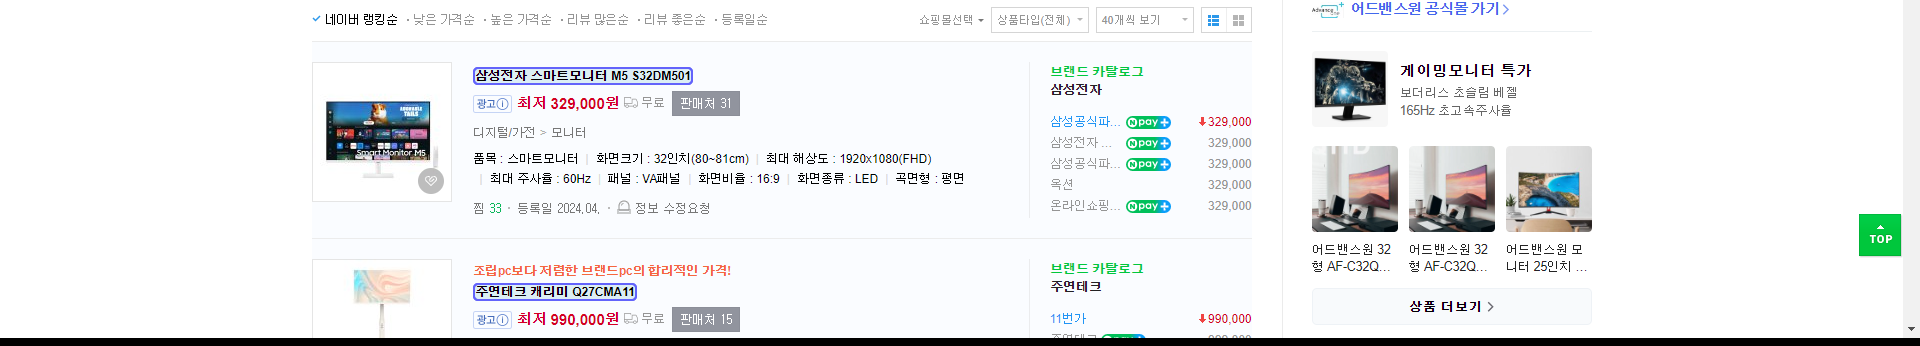 네이버 랭킹순 · 낮은 가격순 · 높은 가격순 · 리뷰 많은순 · 리뷰 좋은순 · 등록일순
쇼핑몰선택 상품타입(전체) 40개씩 보기
삼성전자 스마트모니터 M5 S32DM501
광고 최저 329,000원 무료 판매처 31
디지털/가전 > 모니터
품목 : 스마트모니터 | 화면크기 : 32인치(80~81cm) | 최대 해상도 : 1920x1080(FHD)
| 최대 주사율 : 60Hz | 패널 : VA패널 | 화면비율 : 16:9 | 화면종류 : LED | 곡면형 : 평면
찜 33 · 등록일 2024.04. · 정보 수정요청
Smart Monitor M5
브랜드 카탈로그
삼성전자
삼성공식파... N pay+ 329,000
삼성전자 ... N pay+ 329,000
삼성공식파... N pay+ 329,000
옥션 329,000
온라인쇼핑... N pay+ 329,000
조립pc보다 저렴한 브랜드pc의 합리적인 가격!
주연테크 캐리미 Q27CMA11
광고 최저 990,000원 무료 판매처 15
브랜드 카탈로그
주연테크
11번가 990,000
어드밴스원 공식몰 가기
게이밍모니터 특가
보더리스 초슬림 베젤
165Hz 초고속주사율
어드밴스원 32
형 AF-C32Q...
어드밴스원 32
형 AF-C32Q...
어드밴스원 모
니터 25인치 ...
상품 더보기
TOP